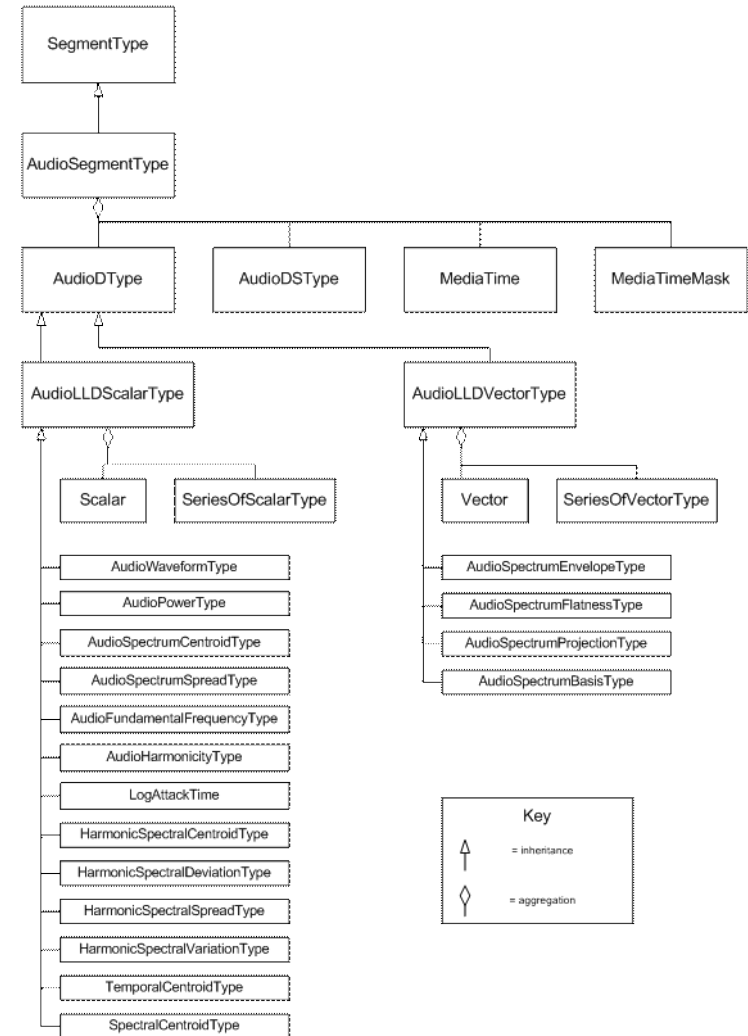 SegmentType
AudioSegmentType
AudioDType
AudioDSType
MediaTime
MediaTimeMask
AudioLLDScalarType
AudioLLDVectorType
Scalar
SeriesOfScalarType
Vector
SeriesOfVectorType
AudioWaveformType
AudioPowerType
AudioSpectrumCentroidType
AudioSpectrumSpreadType
AudioFundamentalFrequencyType
AudioHarmonicityType
LogAttackTime
HarmonicSpectralCentroidType
HarmonicSpectralDeviationType
HarmonicSpectralSpreadType
HarmonicSpectralVariationType
TemporalCentroidType
SpectralCentroidType
AudioSpectrumEnvelopeType
AudioSpectrumFlatnessType
AudioSpectrumProjectionType
AudioSpectrumBasisType
Key
= inheritance
= aggregation